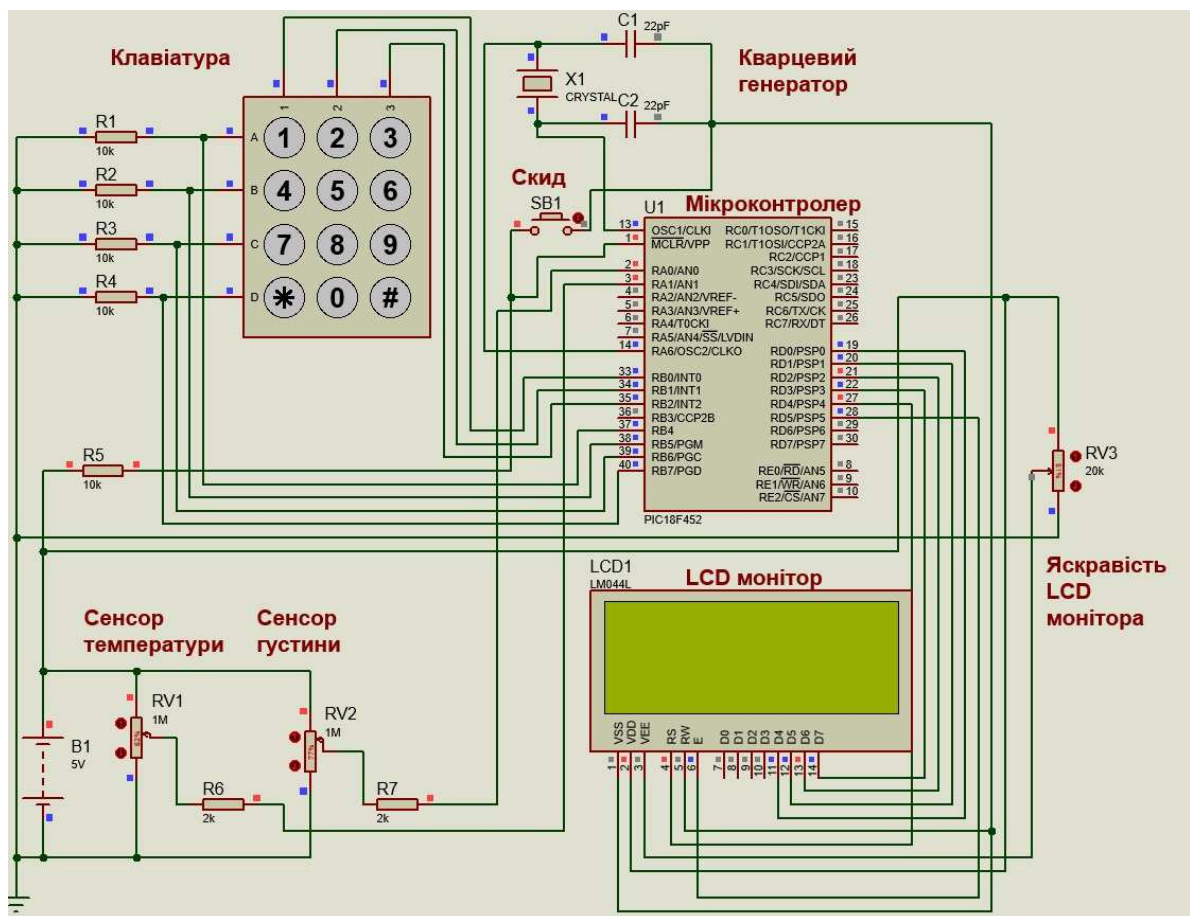 Клавіатура
1
2
3
A
B
C
D
1 2 3
4 5 6
7 8 9
* 0 #
R1
10k
R2
10k
R3
10k
R4
10k
C1
22pF
X1
CRYSTAL
C2
22pF
Кварцевий
генератор
Скид
SB1
U1
Мікроконтролер
13 OSC1/CLKI
1 MCLR/VPP
2 RA0/AN0
3 RA1/AN1
4 RA2/AN2/VREF-
5 RA3/AN3/VREF+
6 RA4/T0CKI
7 RA5/AN4/SS/LVDIN
14 RA6/OSC2/CLKO
33 RB0/INT0
34 RB1/INT1
35 RB2/INT2
36 RB3/CCP2B
37 RB4
38 RB5/PGM
39 RB6/PGC
40 RB7/PGD
RC0/T1OSO/T1CKI 15
RC1/T1OSI/CCP2A 16
RC2/CCP1 17
RC3/SCK/SCL 18
RC4/SDI/SDA 23
RC5/SDO 24
RC6/TX/CK 25
RC7/RX/DT 26
RD0/PSP0 19
RD1/PSP1 20
RD2/PSP2 21
RD3/PSP3 22
RD4/PSP4 27
RD5/PSP5 28
RD6/PSP6 29
RD7/PSP7 30
RE0/RD/AN5 8
RE1/WR/AN6 9
RE2/CS/AN7 10
PIC18F452
R5
10k
RV3
20k
51%
Яскравість
LCD
монітора
LCD1
LM044L
LCD монітор
VSS
VDD
VEE
RS
RW
E
D0
D1
D2
D3
D4
D5
D6
D7
1
2
3
4
5
6
7
8
9
10
11
12
13
14
Сенсор
температури
Сенсор
густини
B1
5V
RV1
1M
62%
RV2
1M
77%
R6
2k
R7
2k